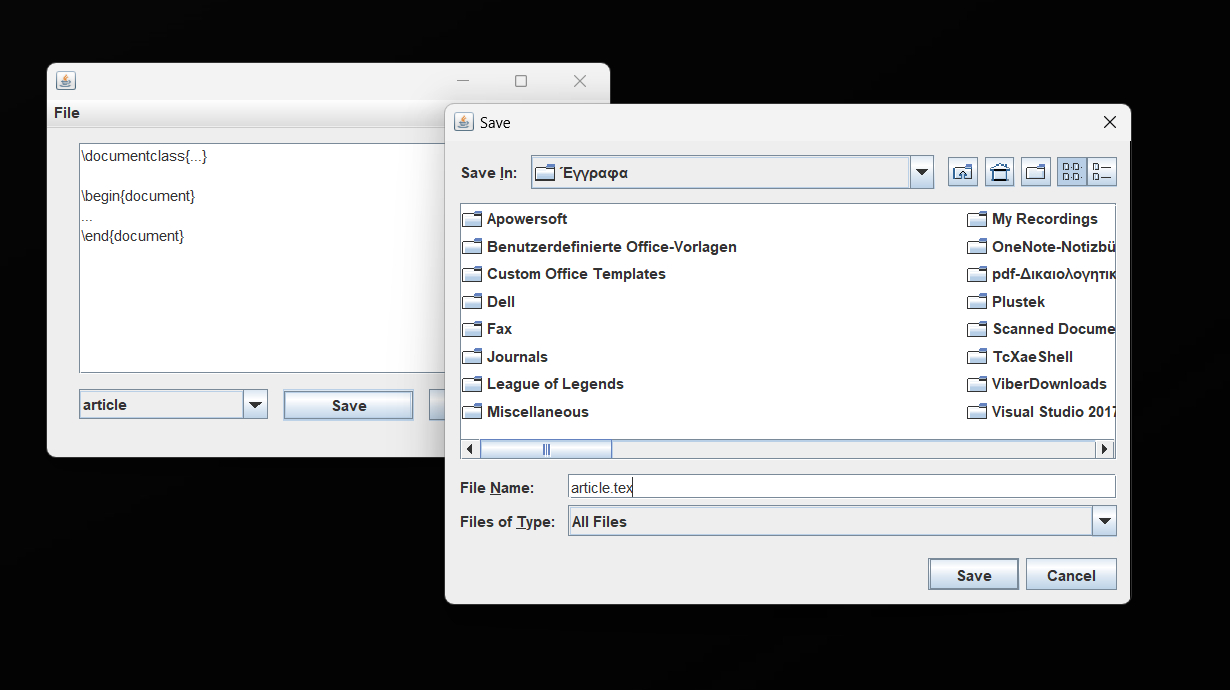 File
\documentclass{...}
\begin{document}
...
\end{document}
article
Save
Save
Save In:
Έγγραφα
Apowersoft
Benutzerdefinierte Office-Vorlagen
Custom Office Templates
Dell
Fax
Journals
League of Legends
Miscellaneous
My Recordings
OneNote-Notizbü
pdf-Δικαιολογητικ
Plustek
Scanned Docume
TcXaeShell
ViberDownloads
Visual Studio 2017
File Name:
article.tex
Files of Type:
All Files
Save
Cancel